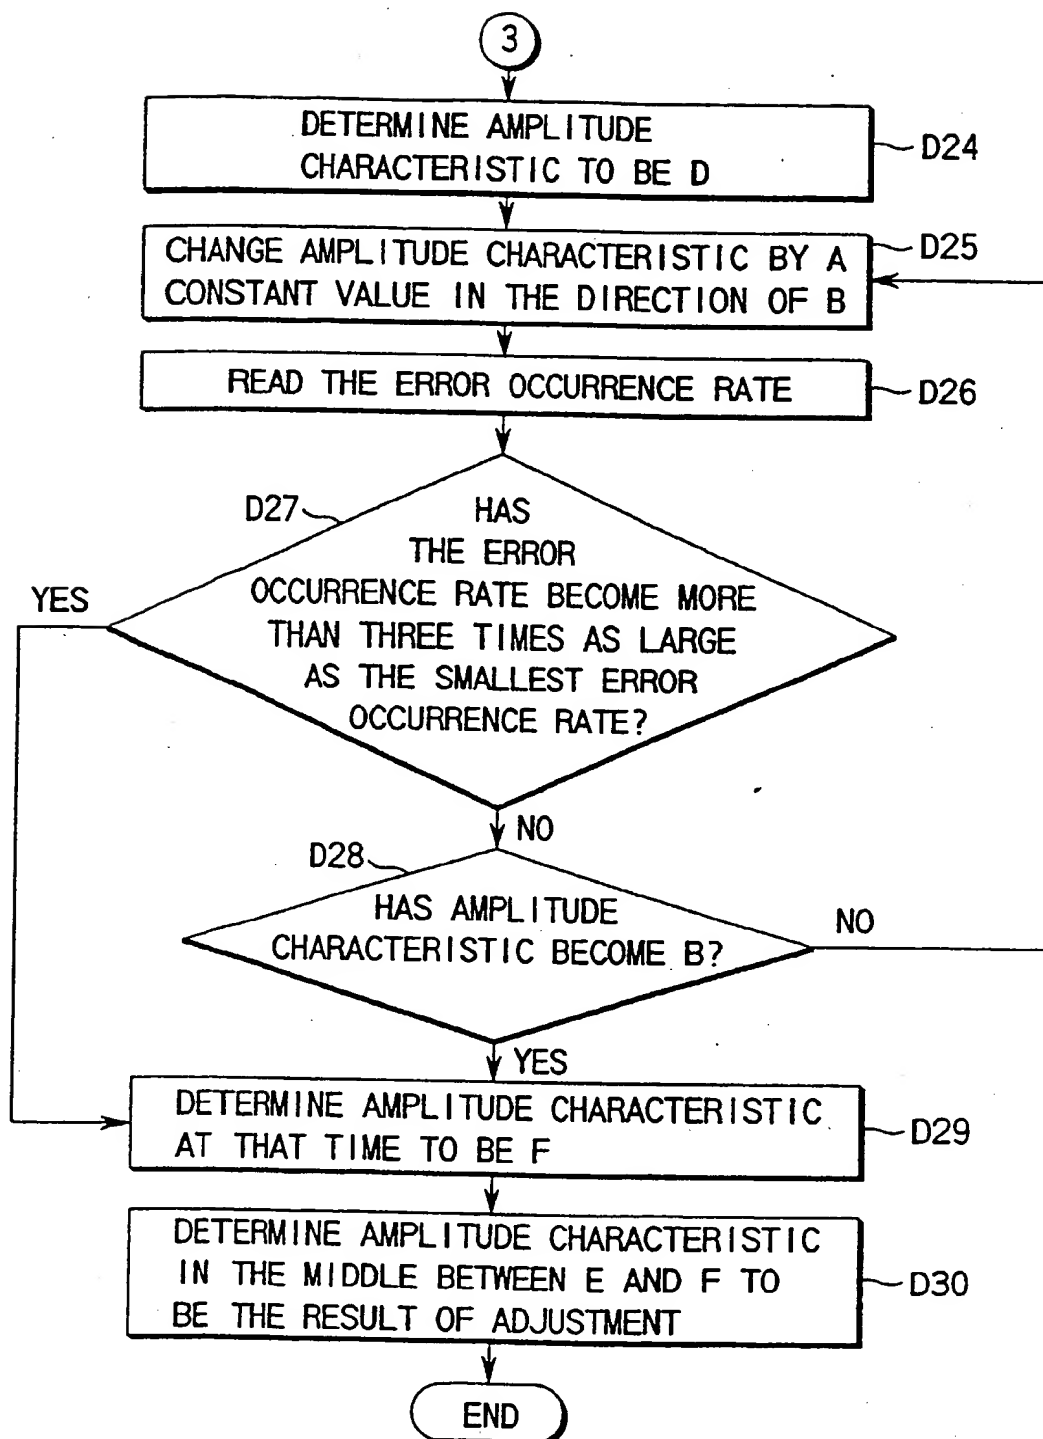 3
DETERMINE AMPLITUDE
CHARACTERISTIC TO BE D
D24
CHANGE AMPLITUDE CHARACTERISTIC BY A
CONSTANT VALUE IN THE DIRECTION OF B
D25
READ THE ERROR OCCURRENCE RATE
D26
D27
HAS
THE ERROR
OCCURRENCE RATE BECOME MORE
THAN THREE TIMES AS LARGE
AS THE SMALLEST ERROR
OCCURRENCE RATE?
YES
NO
D28
HAS AMPLITUDE
CHARACTERISTIC BECOME B?
NO
YES
DETERMINE AMPLITUDE CHARACTERISTIC
AT THAT TIME TO BE F
D29
DETERMINE AMPLITUDE CHARACTERISTIC
IN THE MIDDLE BETWEEN E AND F TO
BE THE RESULT OF ADJUSTMENT
D30
END